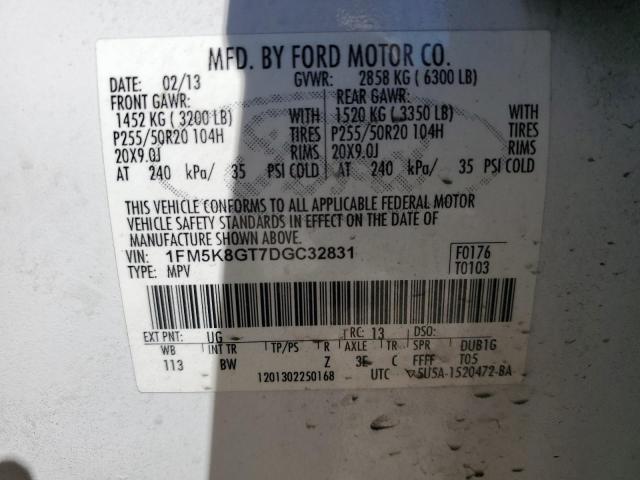 MFD. BY FORD MOTOR CO.
DATE: 02/13 GVWR: 2858 KG ( 6300 LB)
FRONT GAWR: REAR GAWR:
1452 KG ( 3200 LB) WITH 1520 KG ( 3350 LB) WITH
P255/50R20 104H TIRES P255/50R20 104H TIRES
20X9.0J RIMS 20X9.0J RIMS
AT 240 kPa/ 35 PSI COLD AT 240 kPa/ 35 PSI COLD
THIS VEHICLE CONFORMS TO ALL APPLICABLE FEDERAL MOTOR
VEHICLE SAFETY STANDARDS IN EFFECT ON THE DATE OF
MANUFACTURE SHOWN ABOVE.
VIN: 1FM5K8GT7DGC32831 F0176
TYPE: MPV T0103
EXT PNT: UG RC: 13 DSO:
WB INT TR TP/PS R AXLE TR SPR DUB1G
113 BW Z 3E C FFFF T05
1201302250168 UTC 5U5A-1520472-BA